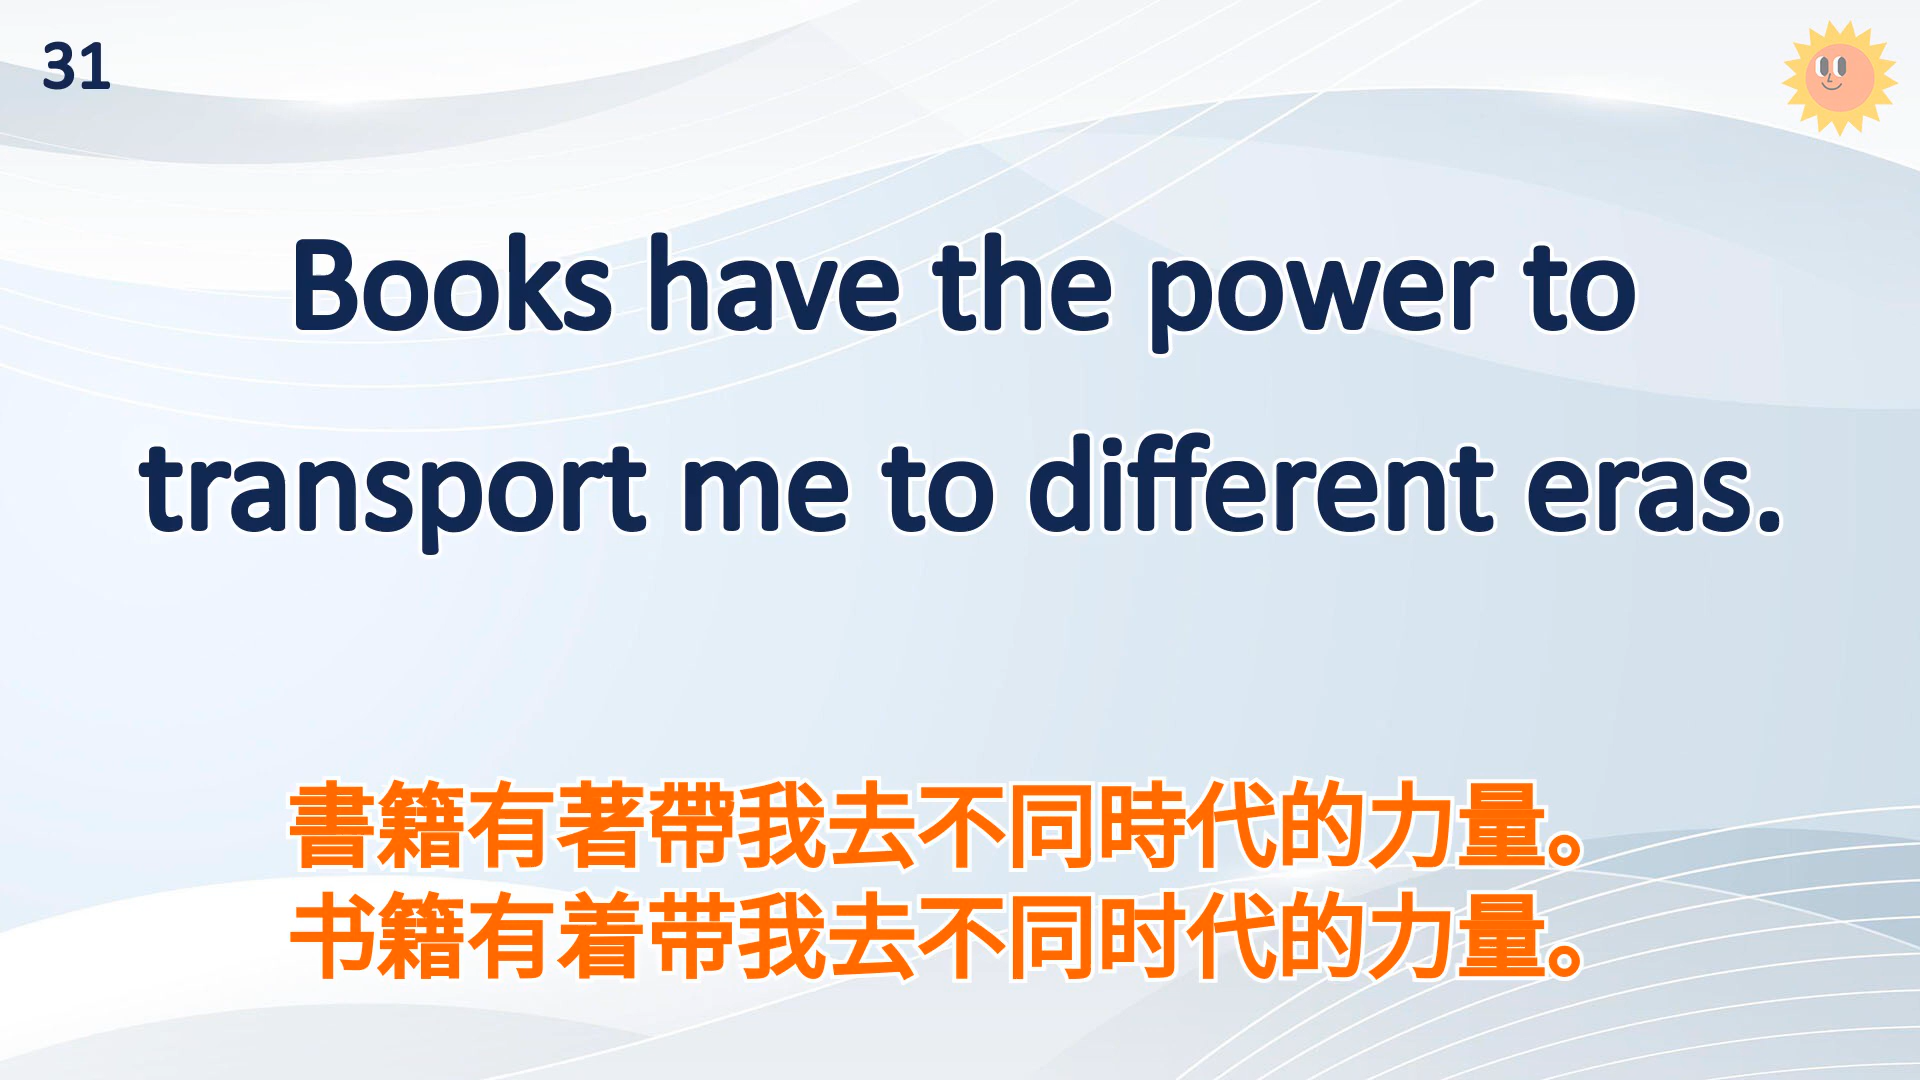 31
Books have the power to
transport me to different eras.
書籍有著帶我去不同時代的力量。
书籍有着带我去不同时代的力量。